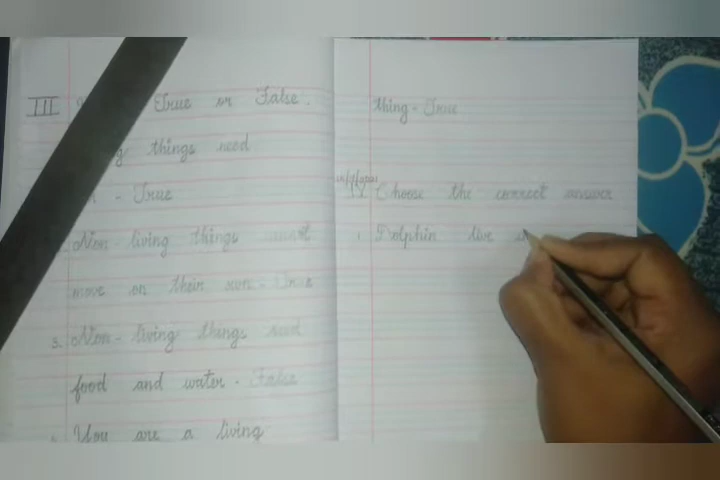 III True or False.
things need
- True
Non-living things
move on their own - True
3. Non-living things need
food and water. False
You are a living
thing - True
IV Choose the correct answer
1. Dolphin live